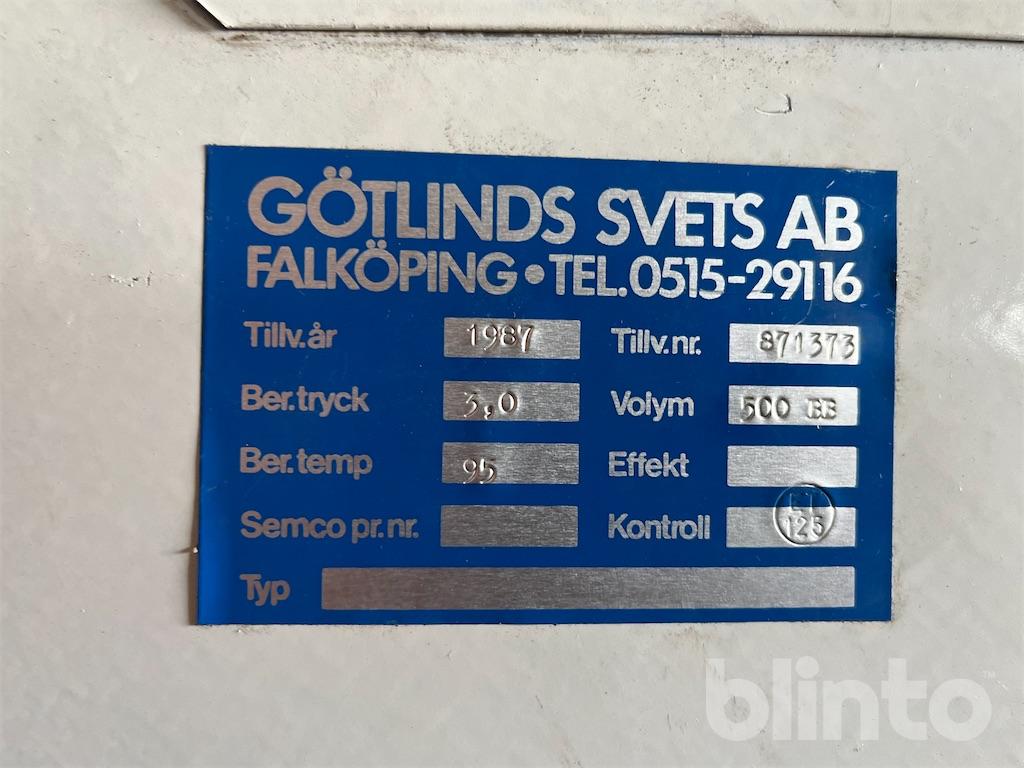 GÖTLINDS SVETS AB
FALKÖPING • TEL. 0515-29116
Tillv.år 1987 Tillv.nr. 871373
Ber.tryck 3,0 Volym 500 EB
Ber.temp 95 Effekt
Semco pr.nr. Kontroll 125
Typ
blinto